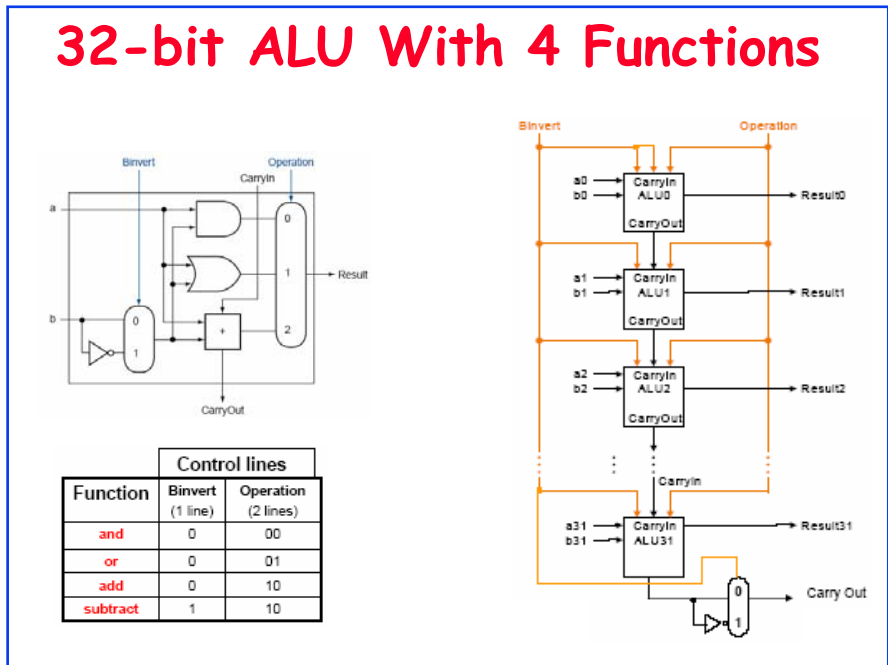 32-bit ALU With 4 Functions
Binvert
Operation
CarryIn
a
0
1
Result
b
0
1
+
2
CarryOut
Control lines
Function Binvert Operation
(1 line) (2 lines)
and 0 00
or 0 01
add 0 10
subtract 1 10
Binvert Operation
a0 CarryIn
b0 ALU0 Result0
CarryOut
a1 CarryIn
b1 ALU1 Result1
CarryOut
a2 CarryIn
b2 ALU2 Result2
CarryOut
CarryIn
a31 CarryIn Result31
b31 ALU31
0 Carry Out
1